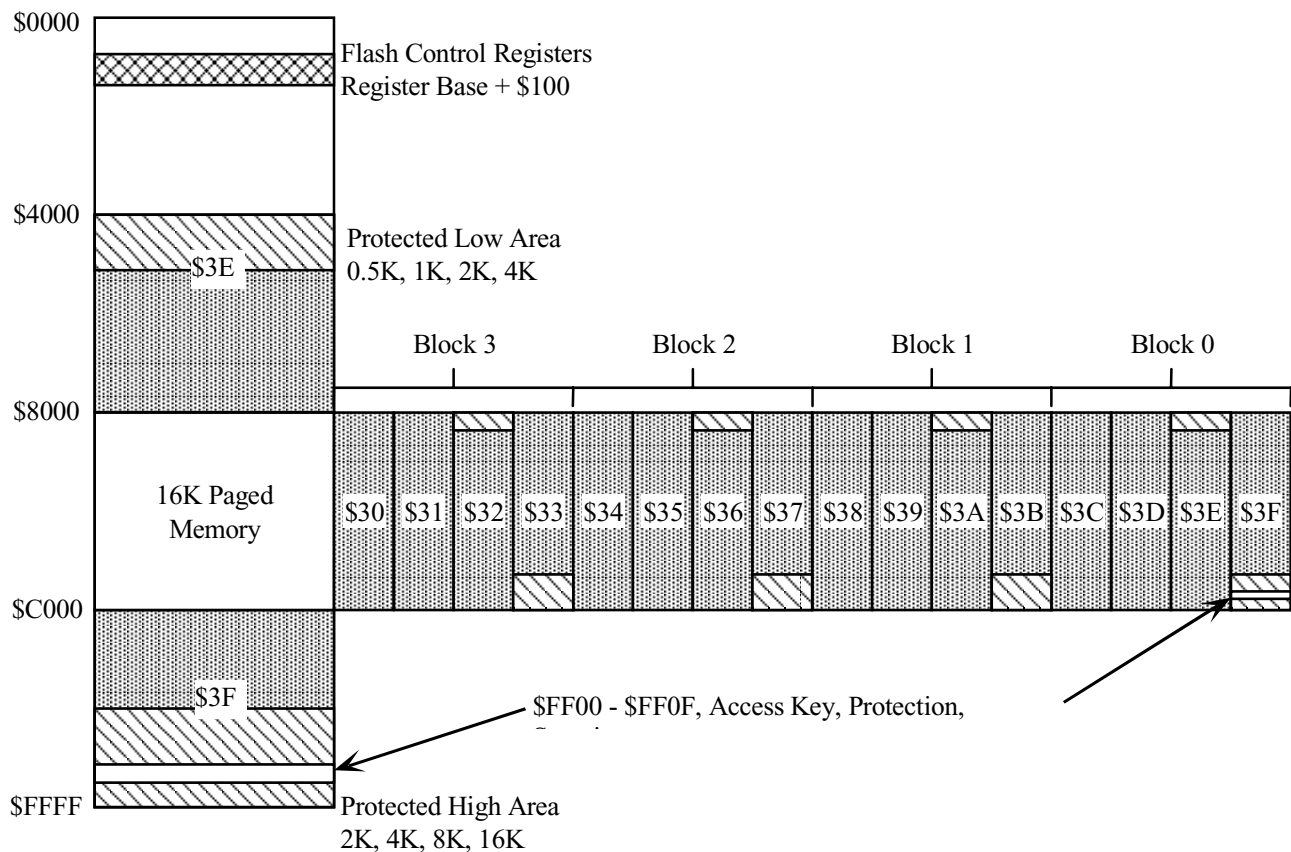 $0000
Flash Control Registers
Register Base + $100
$4000
Protected Low Area
0.5K, 1K, 2K, 4K
$3E
Block 3 Block 2 Block 1 Block 0
$8000
16K Paged
Memory
$30 $31 $32 $33 $34 $35 $36 $37 $38 $39 $3A $3B $3C $3D $3E $3F
$C000
$3F
$FF00 - $FF0F, Access Key, Protection,
$FFFF
Protected High Area
2K, 4K, 8K, 16K